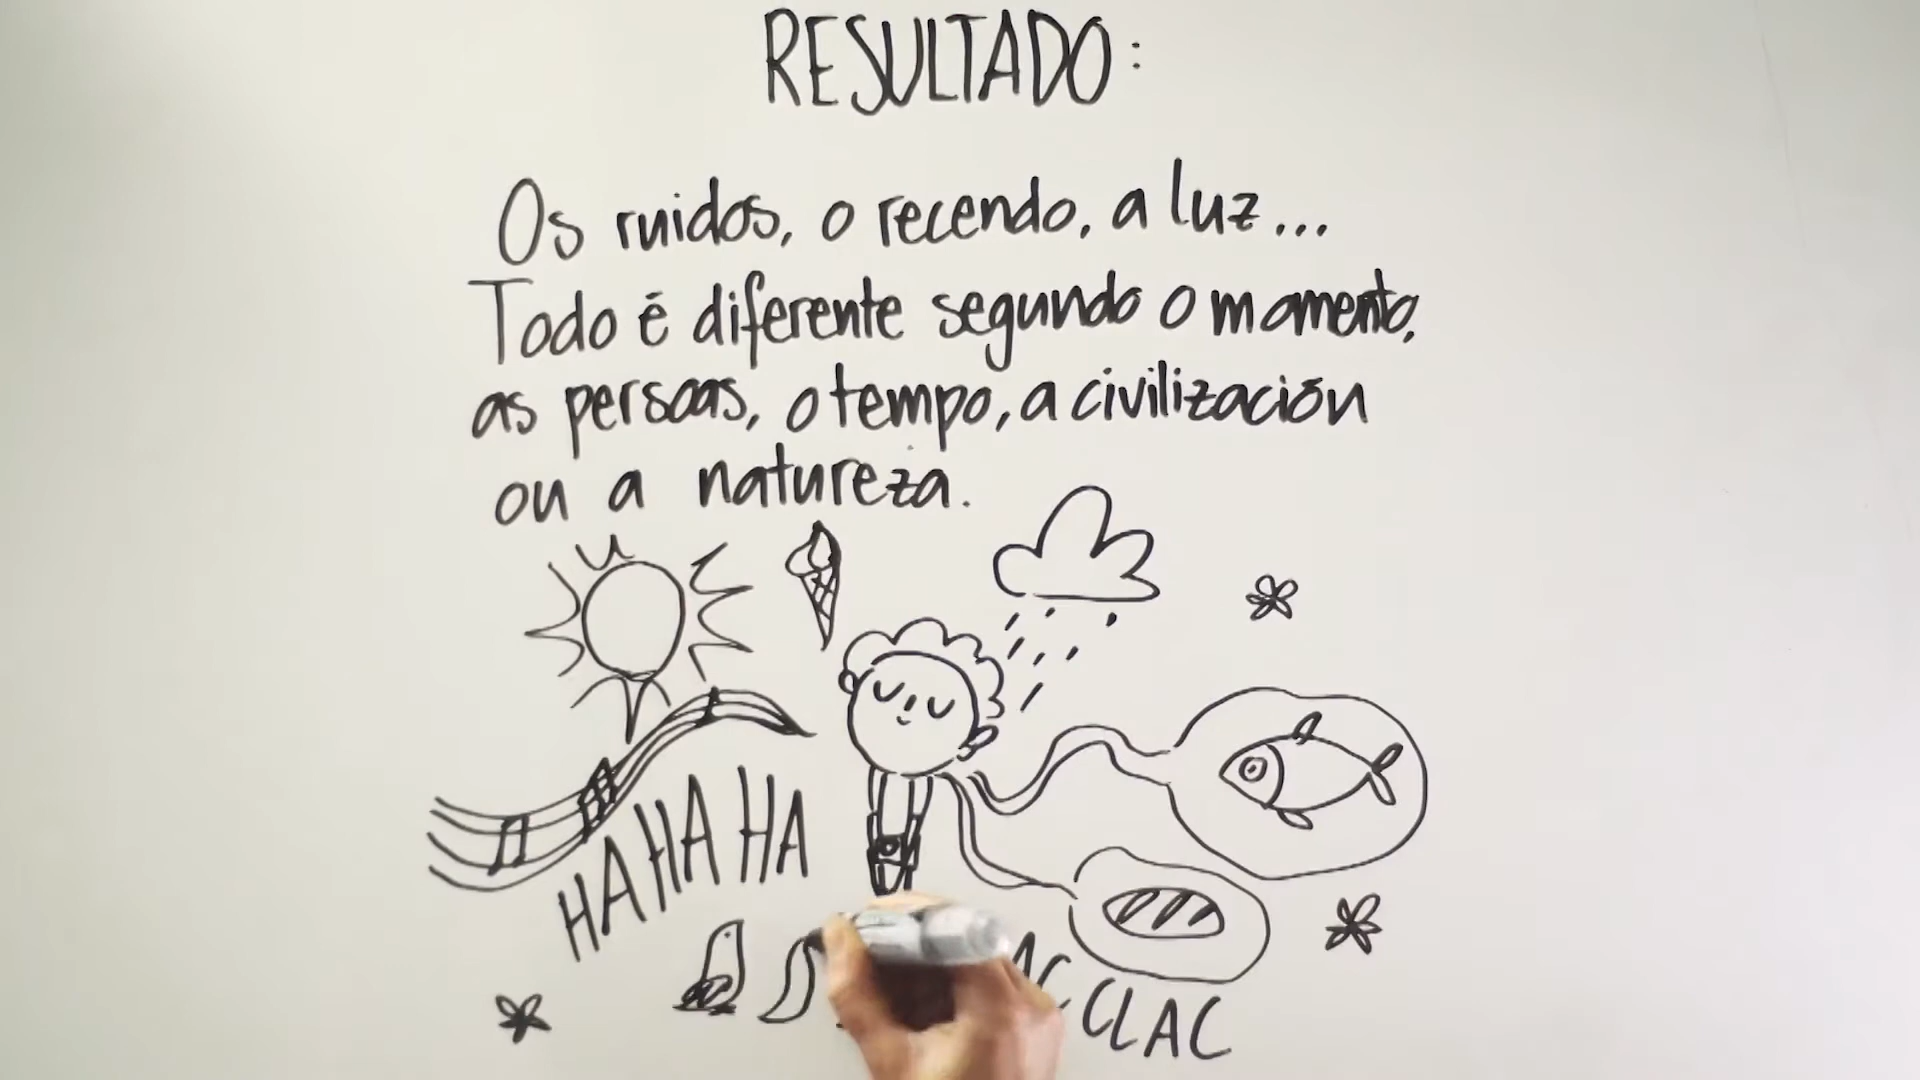 RESULTADO:
Os ruidos, o recendo, a luz...
Todo é diferente segundo o momento,
as persoas, o tempo, a civilización
ou a natureza.
HA HA HA
CLAC